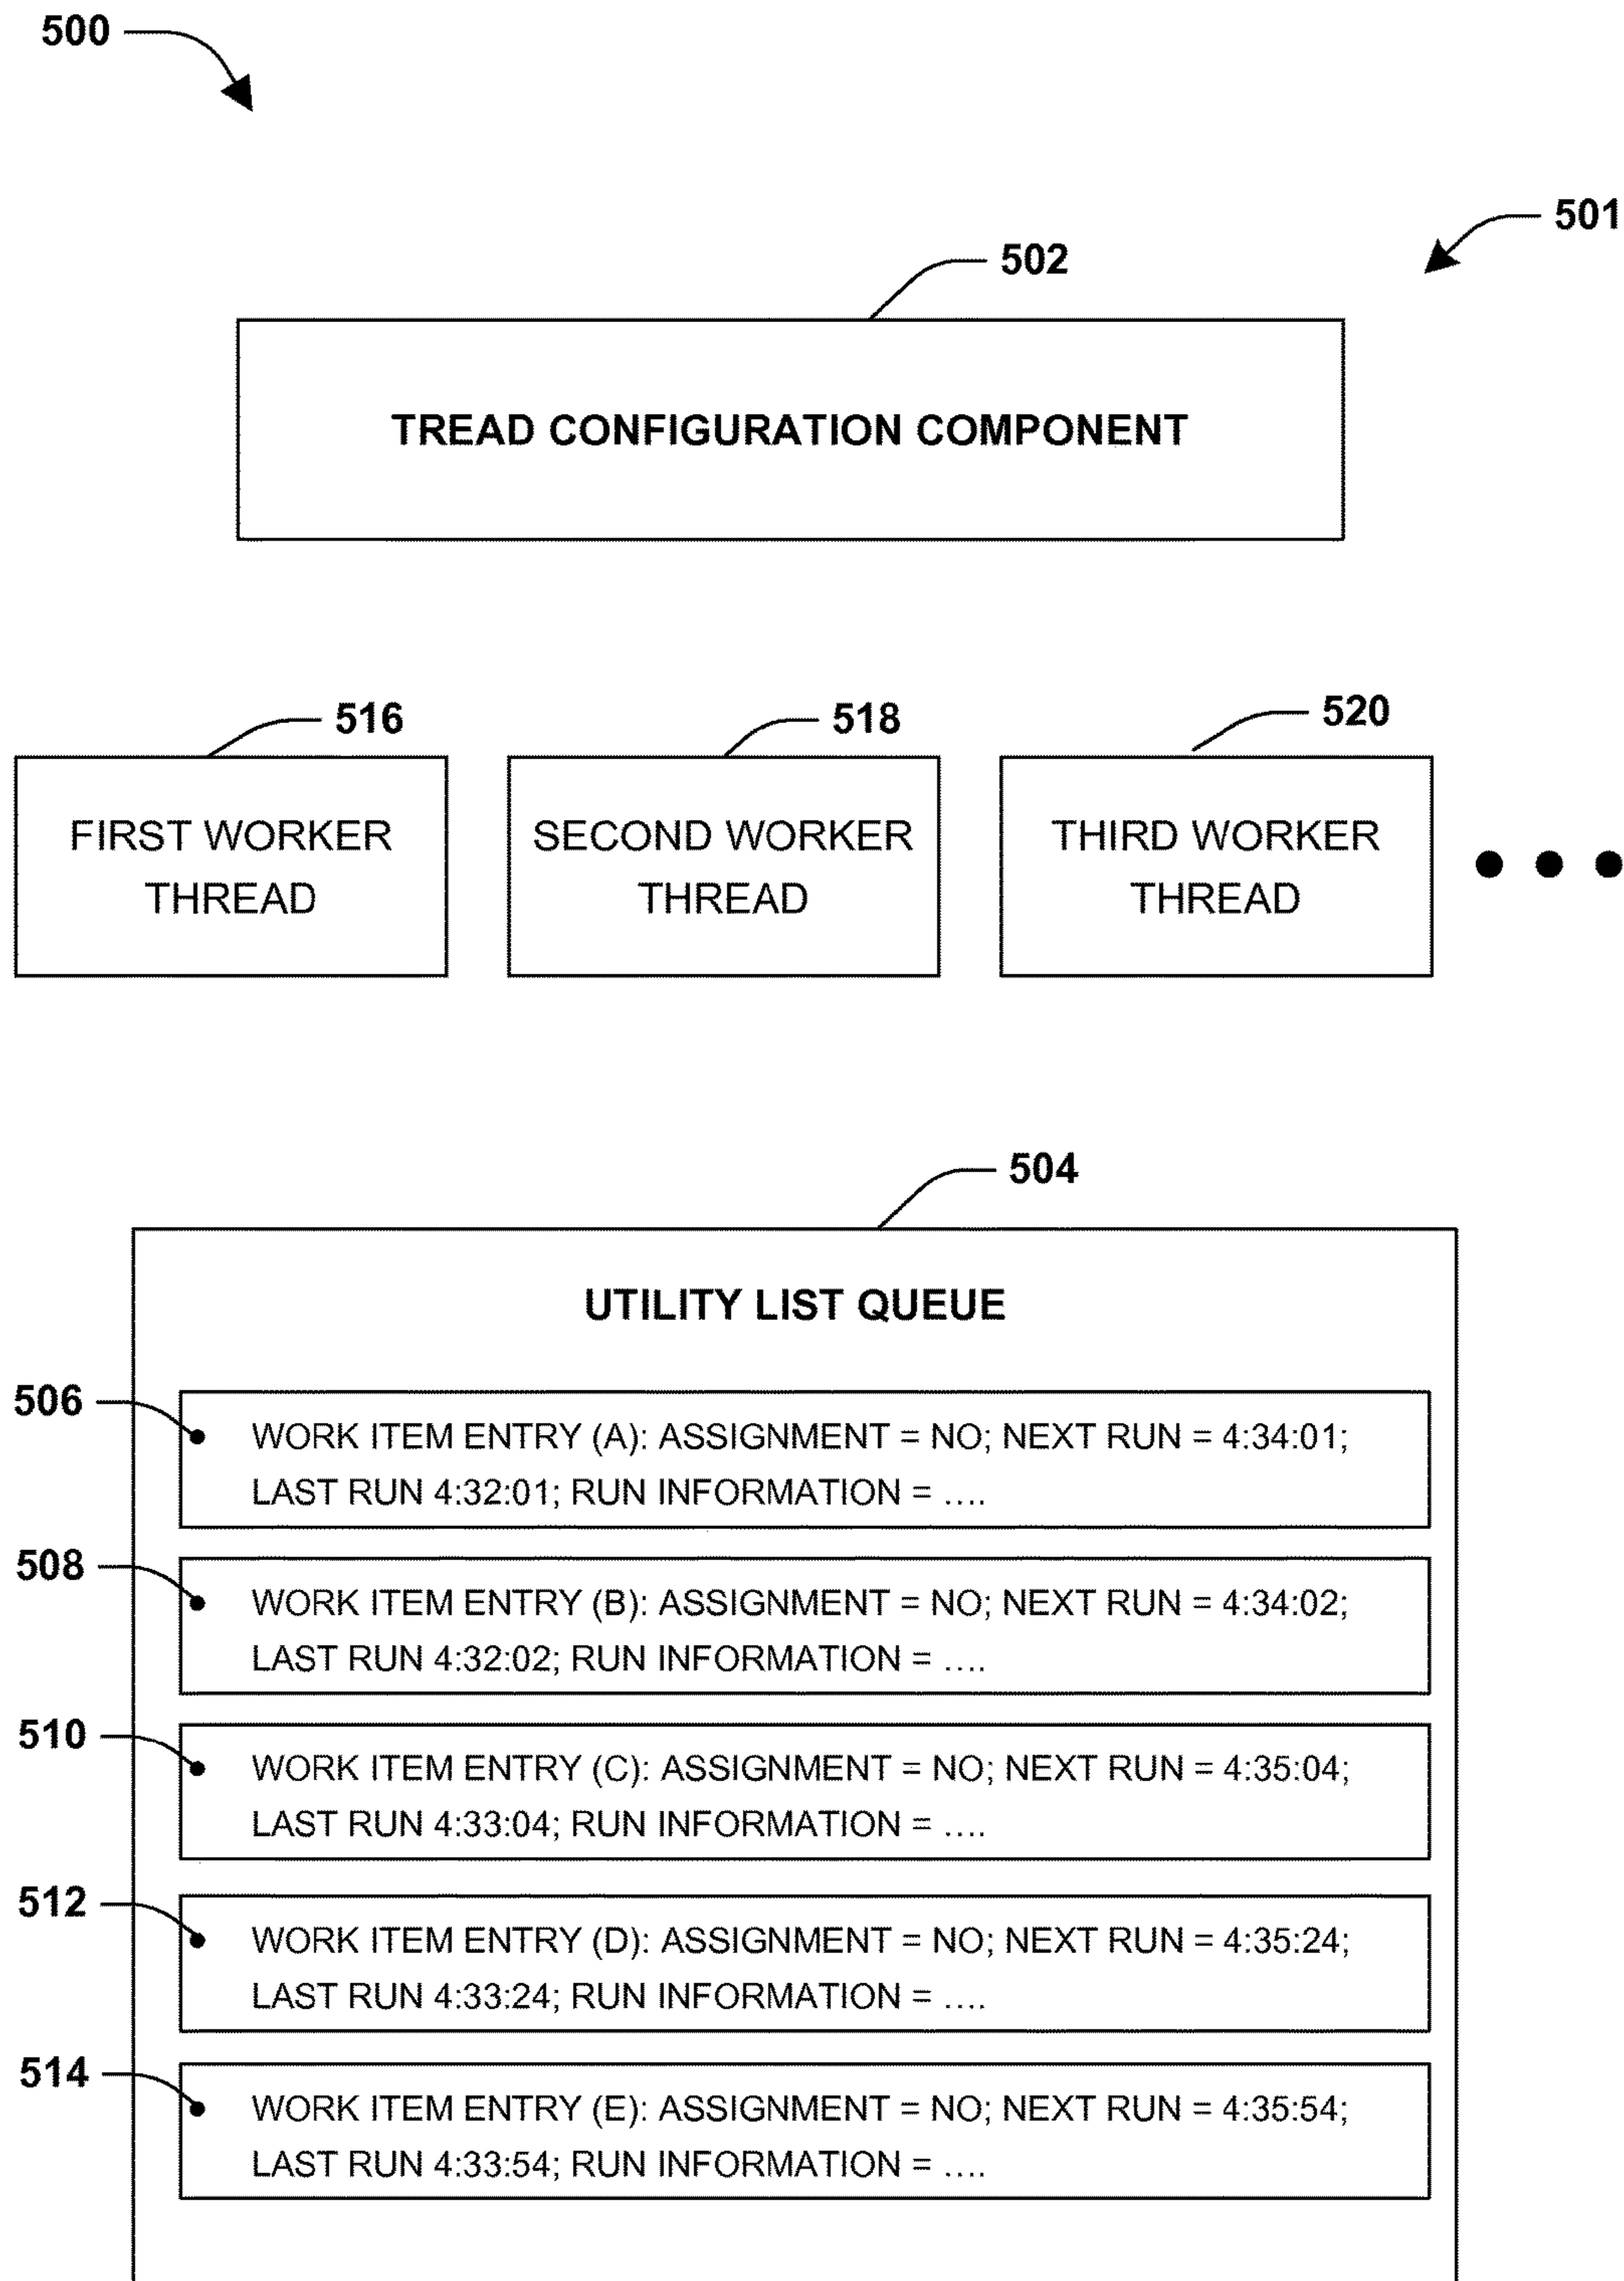 500
501
502
TREAD CONFIGURATION COMPONENT
516
518
520
FIRST WORKER
THREAD
SECOND WORKER
THREAD
THIRD WORKER
THREAD
504
UTILITY LIST QUEUE
506
WORK ITEM ENTRY (A): ASSIGNMENT = NO; NEXT RUN = 4:34:01;
LAST RUN 4:32:01; RUN INFORMATION = ....
508
WORK ITEM ENTRY (B): ASSIGNMENT = NO; NEXT RUN = 4:34:02;
LAST RUN 4:32:02; RUN INFORMATION = ....
510
WORK ITEM ENTRY (C): ASSIGNMENT = NO; NEXT RUN = 4:35:04;
LAST RUN 4:33:04; RUN INFORMATION = ....
512
WORK ITEM ENTRY (D): ASSIGNMENT = NO; NEXT RUN = 4:35:24;
LAST RUN 4:33:24; RUN INFORMATION = ....
514
WORK ITEM ENTRY (E): ASSIGNMENT = NO; NEXT RUN = 4:35:54;
LAST RUN 4:33:54; RUN INFORMATION = ....